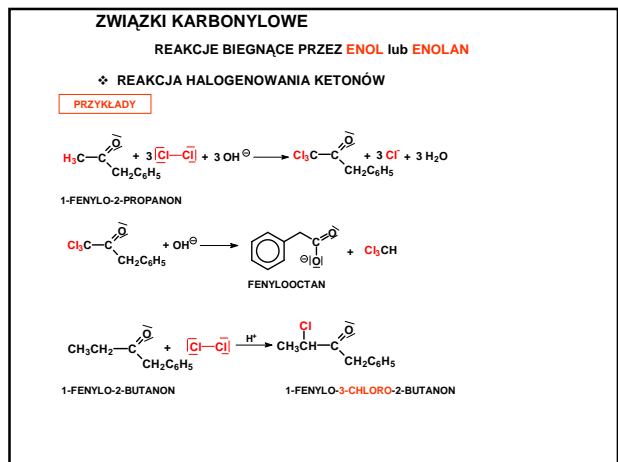 ZWIĄZKI KARBONYLOWE
REAKCJE BIEGNĄCE PRZEZ ENOL lub ENOLAN
❖ REAKCJA HALOGENOWANIA KETONÓW
PRZYKŁADY
H₃C—C O CH₂C₆H₅ + 3 Cl—Cl + 3 OH⊖ ⟶ Cl₃C—C O CH₂C₆H₅ + 3 Cl⁻ + 3 H₂O
1-FENYLO-2-PROPANON
Cl₃C—C O CH₂C₆H₅ + OH⊖ ⟶ C O ⊖O + Cl₃CH
FENYLOOCTAN
CH₃CH₂—C O CH₂C₆H₅ + Cl—Cl H⁺ ⟶ Cl CH₃CH—C O CH₂C₆H₅
1-FENYLO-2-BUTANON 1-FENYLO-3-CHLORO-2-BUTANON